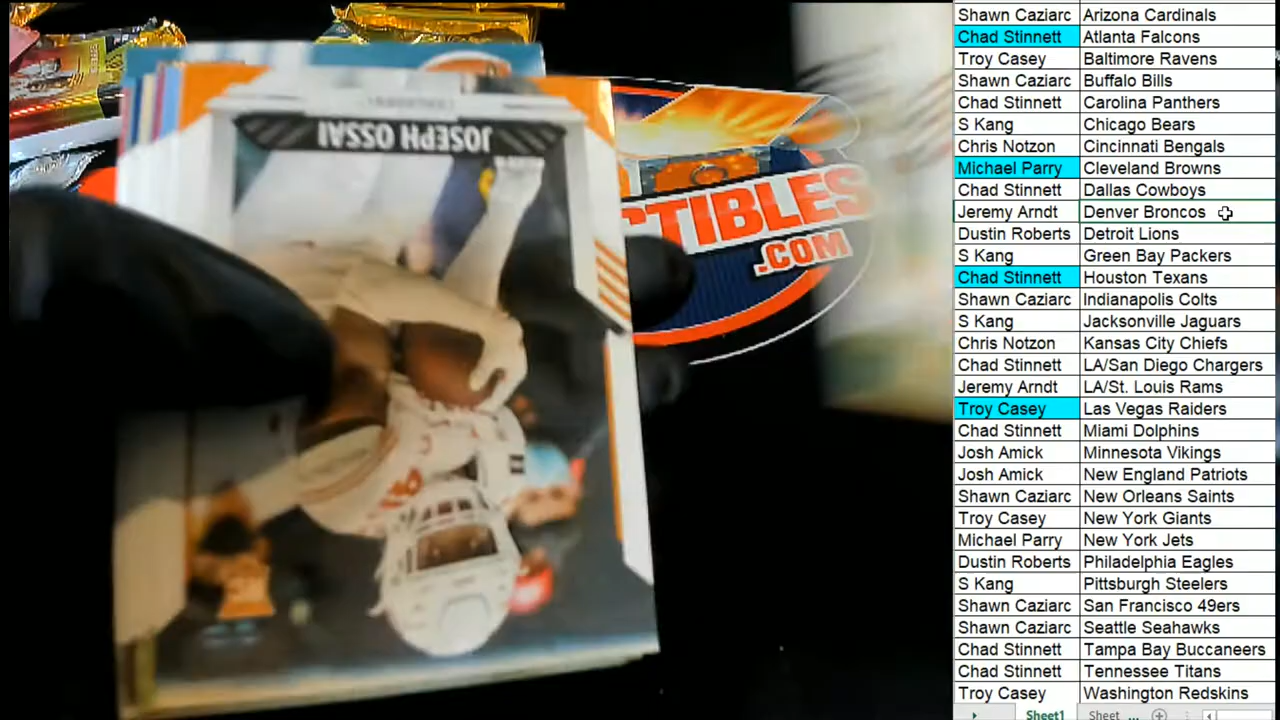 JOSEPH OSSAI
CTIBLES
.COM
Shawn Caziarc Arizona Cardinals
Chad Stinnett Atlanta Falcons
Troy Casey Baltimore Ravens
Shawn Caziarc Buffalo Bills
Chad Stinnett Carolina Panthers
S Kang Chicago Bears
Chris Notzon Cincinnati Bengals
Michael Parry Cleveland Browns
Chad Stinnett Dallas Cowboys
Jeremy Arndt Denver Broncos
Dustin Roberts Detroit Lions
S Kang Green Bay Packers
Chad Stinnett Houston Texans
Shawn Caziarc Indianapolis Colts
S Kang Jacksonville Jaguars
Chris Notzon Kansas City Chiefs
Chad Stinnett LA/San Diego Chargers
Jeremy Arndt LA/St. Louis Rams
Troy Casey Las Vegas Raiders
Chad Stinnett Miami Dolphins
Josh Amick Minnesota Vikings
Josh Amick New England Patriots
Shawn Caziarc New Orleans Saints
Troy Casey New York Giants
Michael Parry New York Jets
Dustin Roberts Philadelphia Eagles
S Kang Pittsburgh Steelers
Shawn Caziarc San Francisco 49ers
Shawn Caziarc Seattle Seahawks
Chad Stinnett Tampa Bay Buccaneers
Chad Stinnett Tennessee Titans
Troy Casey Washington Redskins
Sheet1 Sheet ...